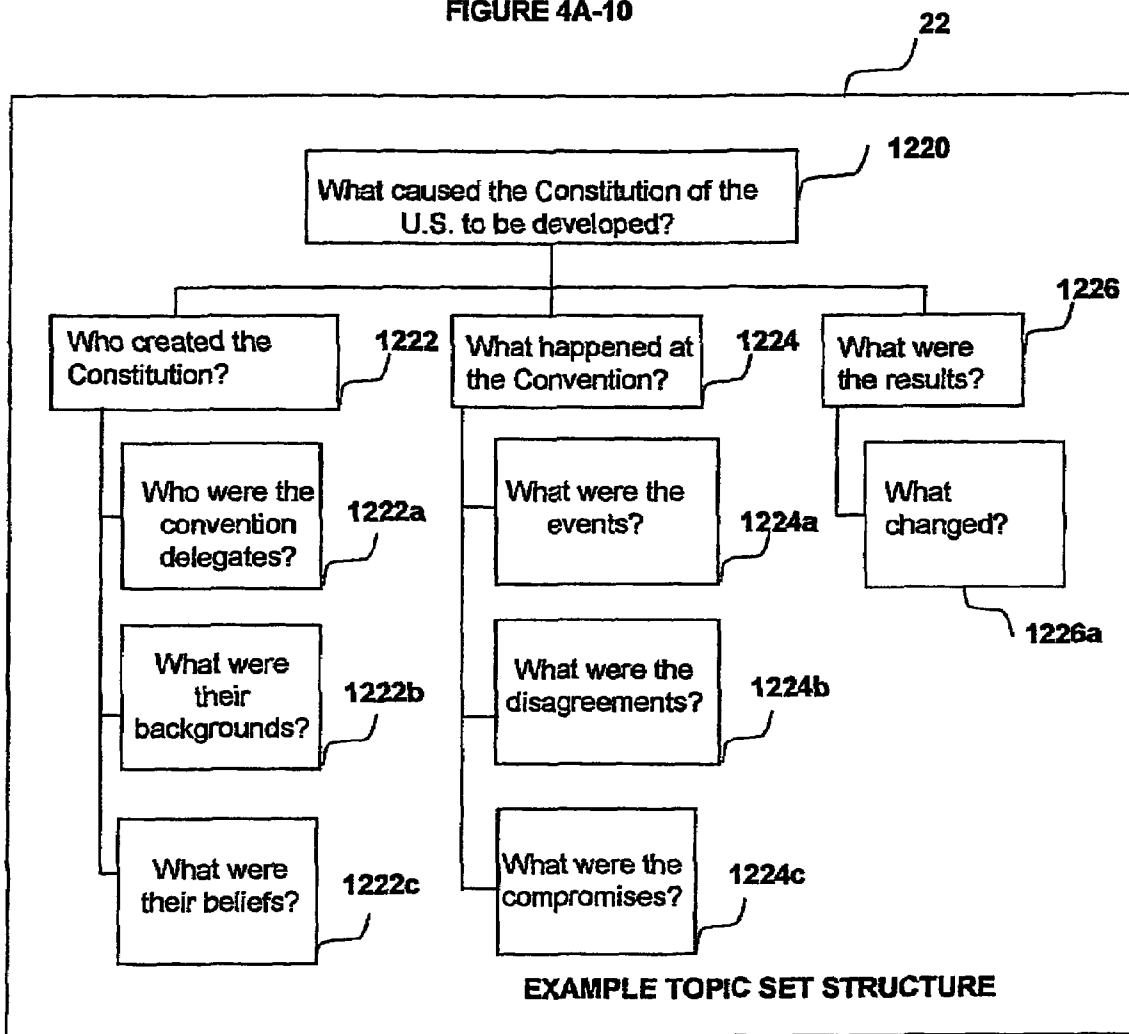 FIGURE 4A-10
22
What caused the Constitution of the
U.S. to be developed?
1220
Who created the
Constitution?
1222
Who were the
convention
delegates?
1222a
What were
their
backgrounds?
1222b
What were
their beliefs?
1222c
What happened at
the Convention?
1224
What were the
events?
1224a
What were the
disagreements?
1224b
What were the
compromises?
1224c
What were
the results?
1226
What
changed?
1226a
EXAMPLE TOPIC SET STRUCTURE